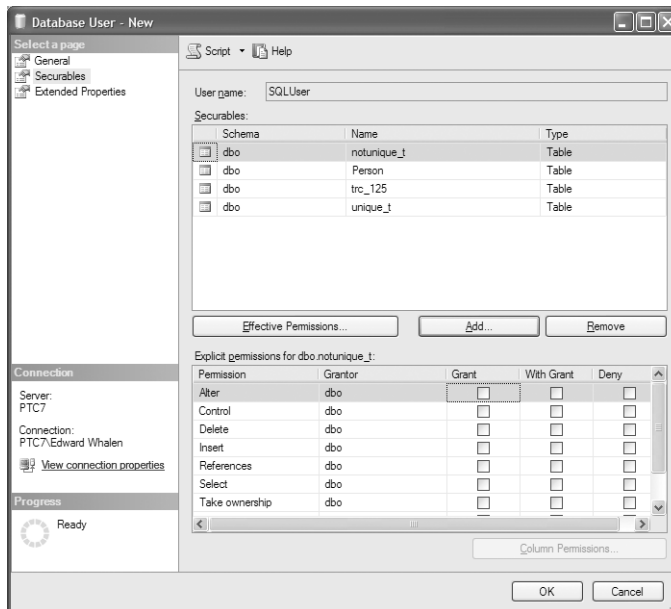 Database User - New
Select a page
General
Securables
Extended Properties
Script Help
User name: SQLUser
Securables:
Schema Name Type
dbo notunique_t Table
dbo Person Table
dbo trc_125 Table
dbo unique_t Table
Effective Permissions... Add... Remove
Explicit permissions for dbo.notunique_t:
Permission Grantor Grant With Grant Deny
Alter dbo
Control dbo
Delete dbo
Insert dbo
References dbo
Select dbo
Take ownership dbo
Column Permissions...
Connection
Server:
PTC7
Connection:
PTC7\Edward Whalen
View connection properties
Progress
Ready
OK Cancel